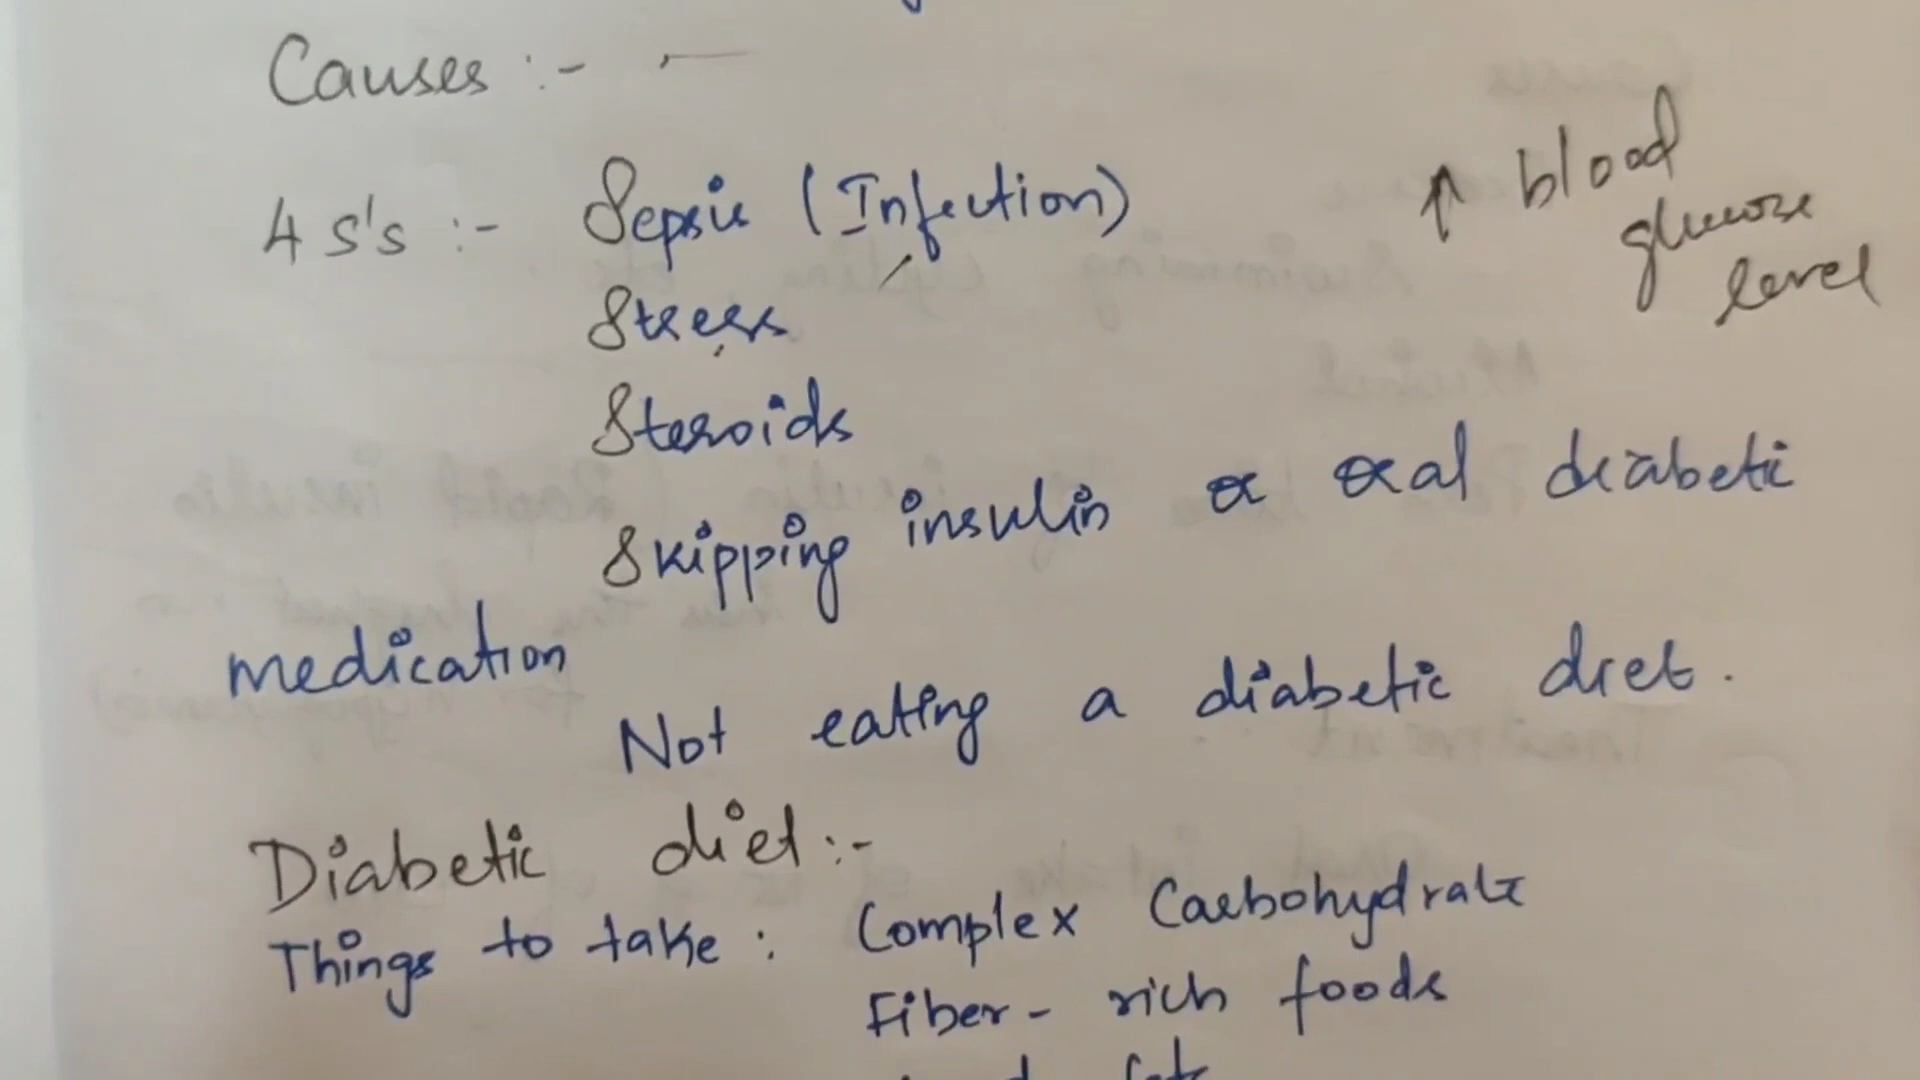 Causes :-
4 s's :- Sepsis (Infection)
↑ blood
glucose
level
Stress
Steroids
Skipping insulin or oral diabetic
medication
Not eating a diabetic diet.
Diabetic diet :-
Things to take : Complex Carbohydrate
Fiber - rich foods